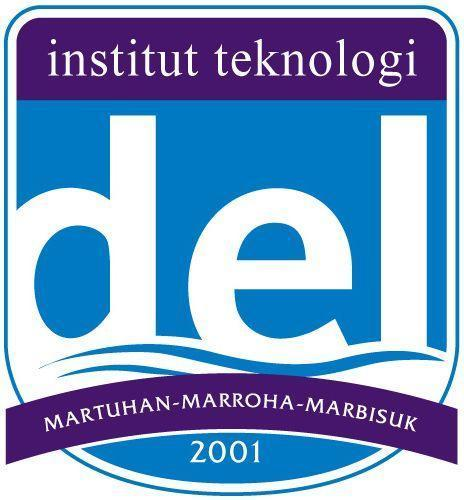 institut teknologi
del
MARTUHAN-MARROHA-MARBISUK
2001